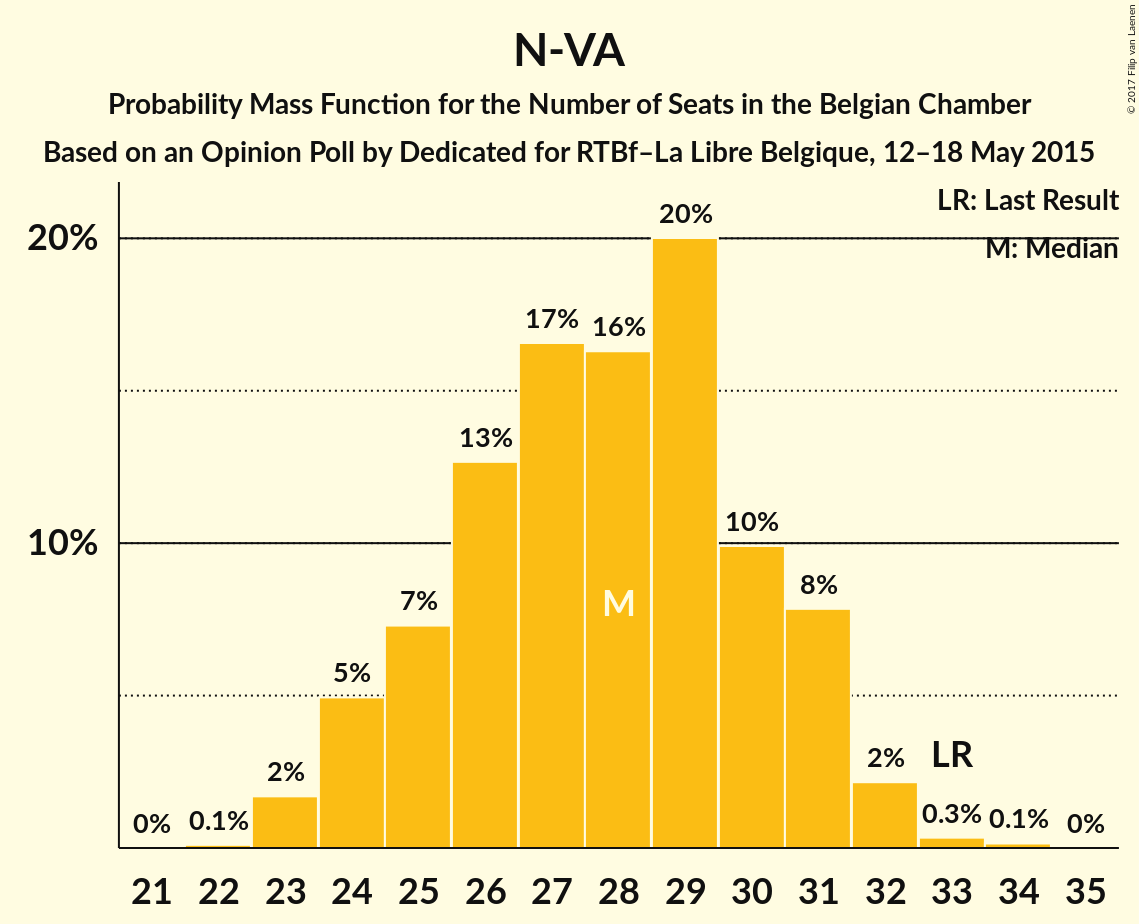 N-VA
Probability Mass Function for the Number of Seats in the Belgian Chamber
Based on an Opinion Poll by Dedicated for RTBf–La Libre Belgique, 12–18 May 2015
© 2017 Filip van Laenen
LR: Last Result
M: Median
20%
10%
0% 0.1% 2% 5% 7% 13% 17% 16% 20% 10% 8% 2% 0.3% 0.1% 0%
M
LR
21 22 23 24 25 26 27 28 29 30 31 32 33 34 35